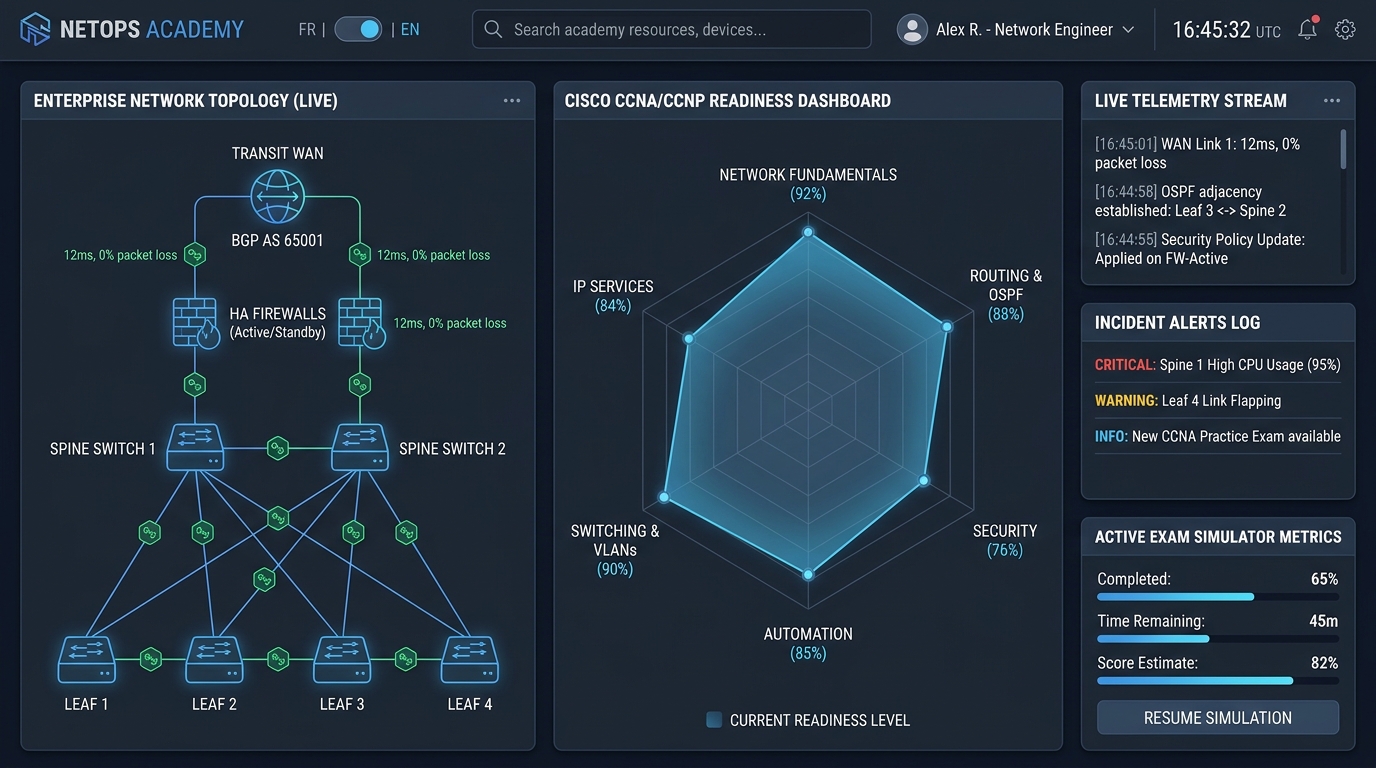 NETOPS ACADEMY
FR | | EN
Search academy resources, devices...
Alex R. - Network Engineer
16:45:32 UTC
ENTERPRISE NETWORK TOPOLOGY (LIVE)
TRANSIT WAN
BGP AS 65001
12ms, 0% packet loss
12ms, 0% packet loss
HA FIREWALLS
(Active/Standby)
12ms, 0% packet loss
SPINE SWITCH 1
SPINE SWITCH 2
LEAF 1
LEAF 2
LEAF 3
LEAF 4
CISCO CCNA/CCNP READINESS DASHBOARD
NETWORK FUNDAMENTALS
(92%)
ROUTING &
OSPF
(88%)
IP SERVICES
(84%)
SWITCHING &
VLANs
(90%)
SECURITY
(76%)
AUTOMATION
(85%)
CURRENT READINESS LEVEL
LIVE TELEMETRY STREAM
[16:45:01] WAN Link 1: 12ms, 0%
packet loss
[16:44:58] OSPF adjacency
established: Leaf 3 <-> Spine 2
[16:44:55] Security Policy Update:
Applied on FW-Active
INCIDENT ALERTS LOG
CRITICAL: Spine 1 High CPU Usage (95%)
WARNING: Leaf 4 Link Flapping
INFO: New CCNA Practice Exam available
ACTIVE EXAM SIMULATOR METRICS
Completed: 65%
Time Remaining: 45m
Score Estimate: 82%
RESUME SIMULATION